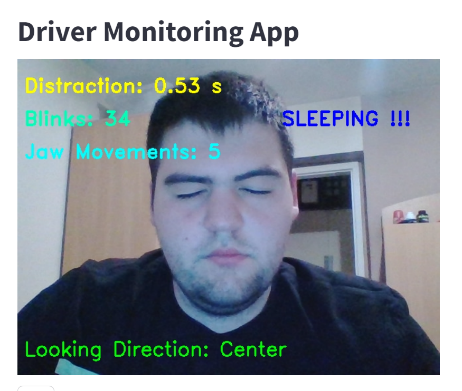 Driver Monitoring App
Distraction: 0.53 s
Blinks: 34
SLEEPING !!!
Jaw Movements: 5
Looking Direction: Center